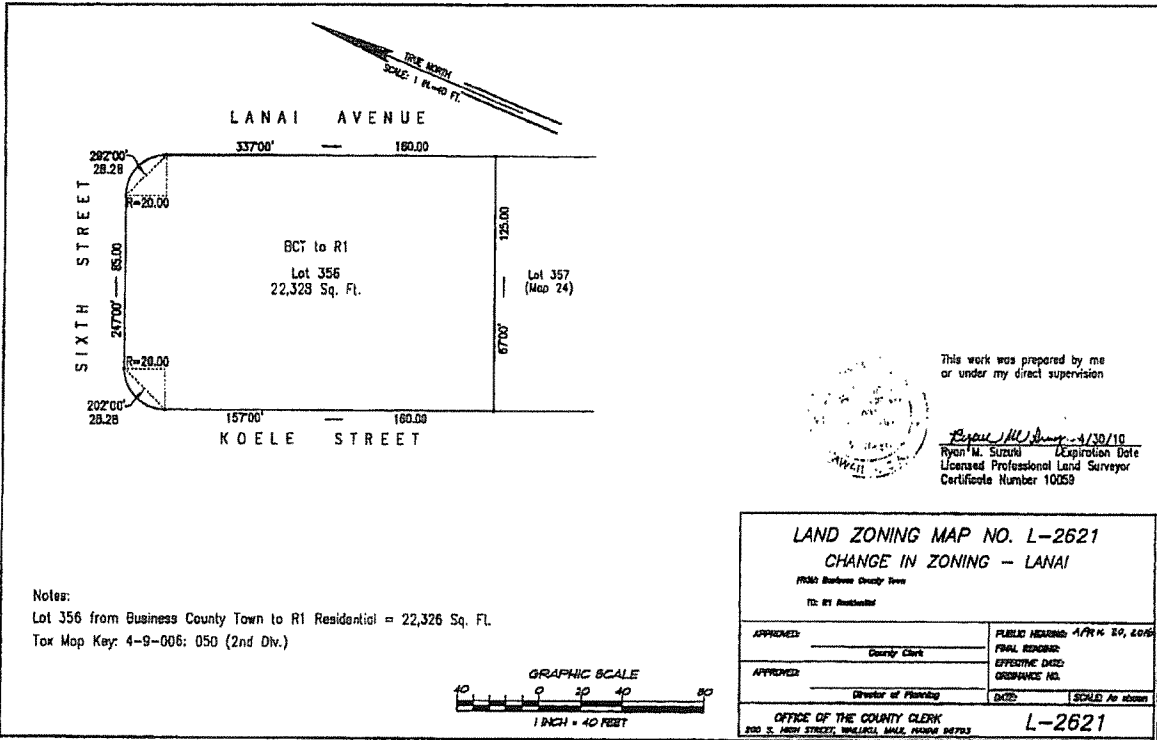 TRUE NORTH
SCALE: 1 IN.=40 FT.
LANAI AVENUE
337°00' — 160.00
292°00'
28.28
R=20.00
SIXTH STREET
247°00' — 85.00
BCT to R1
Lot 356
22,328 Sq. Ft.
125.00
67°00'
Lot 357
(Map 24)
R=20.00
202°00'
28.28
157°00' — 160.00
KOELE STREET
This work was prepared by me
or under my direct supervision
4/30/10
Ryan M. Suzuki Expiration Date
Licensed Professional Land Surveyor
Certificate Number 10059
LAND ZONING MAP NO. L-2621
CHANGE IN ZONING - LANAI
FROM: Business County Town
TO: R1 Residential
APPROVED:
County Clerk
APPROVED:
Director of Planning
PUBLIC HEARING:
FINAL READING:
EFFECTIVE DATE:
ORDINANCE NO.
DATE:
SCALE: As shown
OFFICE OF THE COUNTY CLERK
200 S. HIGH STREET, WAILUKU, MAUI, HAWAII 96793
L-2621
Notes:
Lot 356 from Business County Town to R1 Residential = 22,326 Sq. Ft.
Tax Map Key: 4-9-006: 050 (2nd Div.)
GRAPHIC SCALE
40 0 20 40 80
1 INCH = 40 FEET